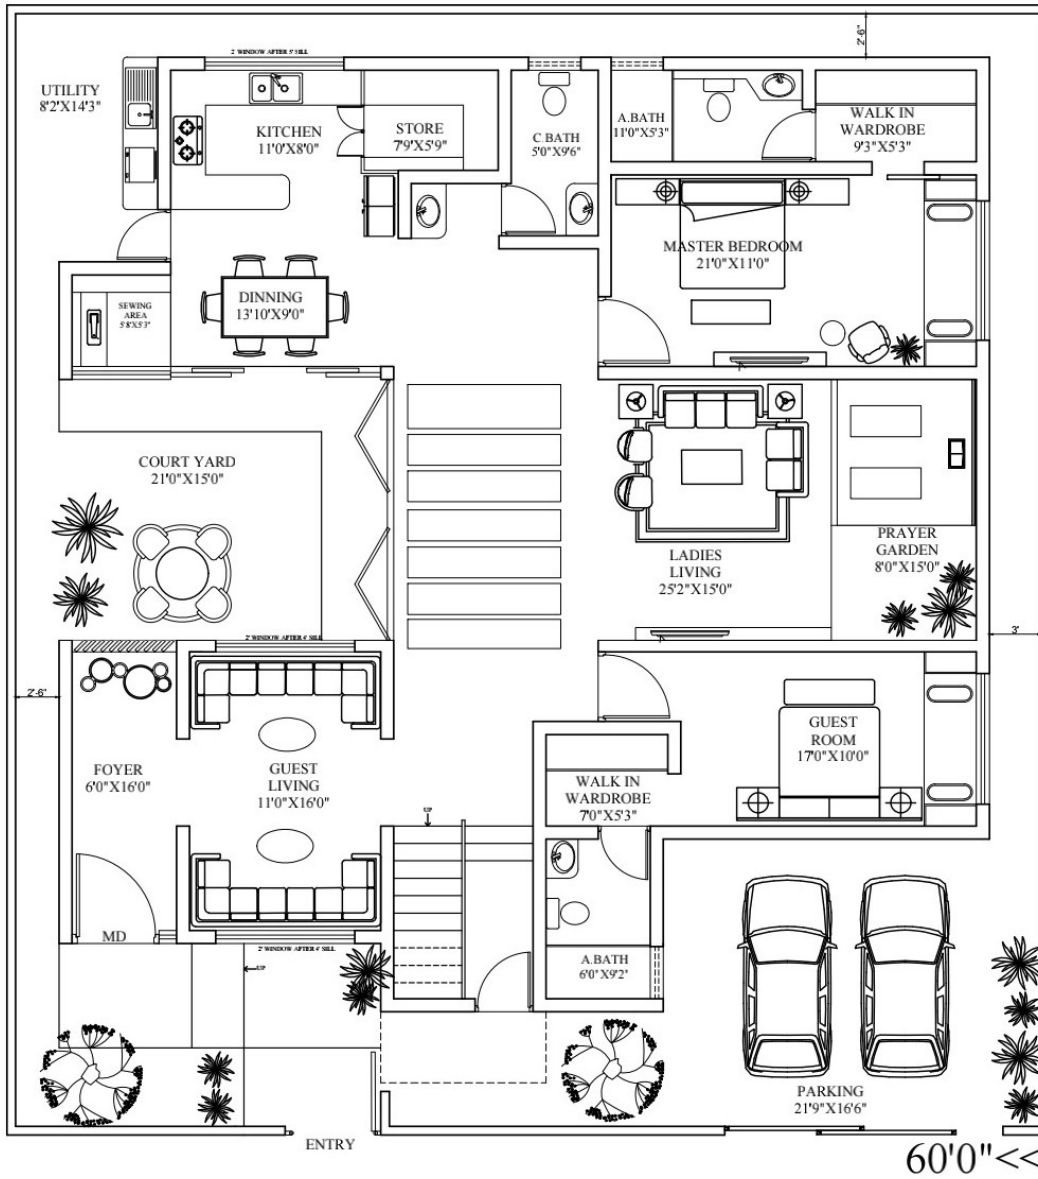 2'-6"
2' WINDOW AFTER 5' SILL
UTILITY
8'2'X14'3"
KITCHEN
11'0'X8'0"
STORE
7'9"X5'9"
C.BATH
5'0"X9'6"
A.BATH
11'0"X5'3"
WALK IN
WARDROBE
9'3"X5'3"
MASTER BEDROOM
21'0"X11'0"
DINNING
13'10'X9'0"
SEWING
AREA
5'8'X5'3"
COURT YARD
21'0"X15'0"
LADIES
LIVING
25'2"X15'0"
PRAYER
GARDEN
8'0"X15'0"
2' WINDOW AFTER 4' SILL
3'
2'-6"
FOYER
6'0"X16'0"
GUEST
LIVING
11'0"X16'0"
GUEST
ROOM
17'0"X10'0"
WALK IN
WARDROBE
7'0"X5'3"
UP
MD
2' WINDOW AFTER 4' SILL
UP
A.BATH
6'0"X9'2"
PARKING
21'9"X16'6"
ENTRY
60'0"<<